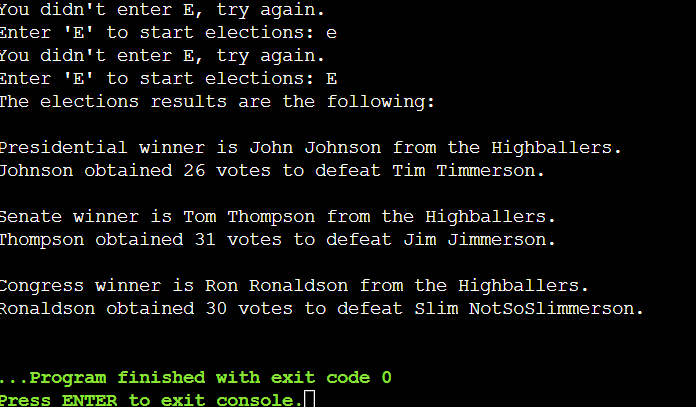 You didn't enter E, try again.
Enter 'E' to start elections: e
You didn't enter E, try again.
Enter 'E' to start elections: E
The elections results are the following:
Presidential winner is John Johnson from the Highballers.
Johnson obtained 26 votes to defeat Tim Timmerson.
Senate winner is Tom Thompson from the Highballers.
Thompson obtained 31 votes to defeat Jim Jimmerson.
Congress winner is Ron Ronaldson from the Highballers.
Ronaldson obtained 30 votes to defeat Slim NotSoSlimmerson.
...Program finished with exit code 0
Press ENTER to exit console.